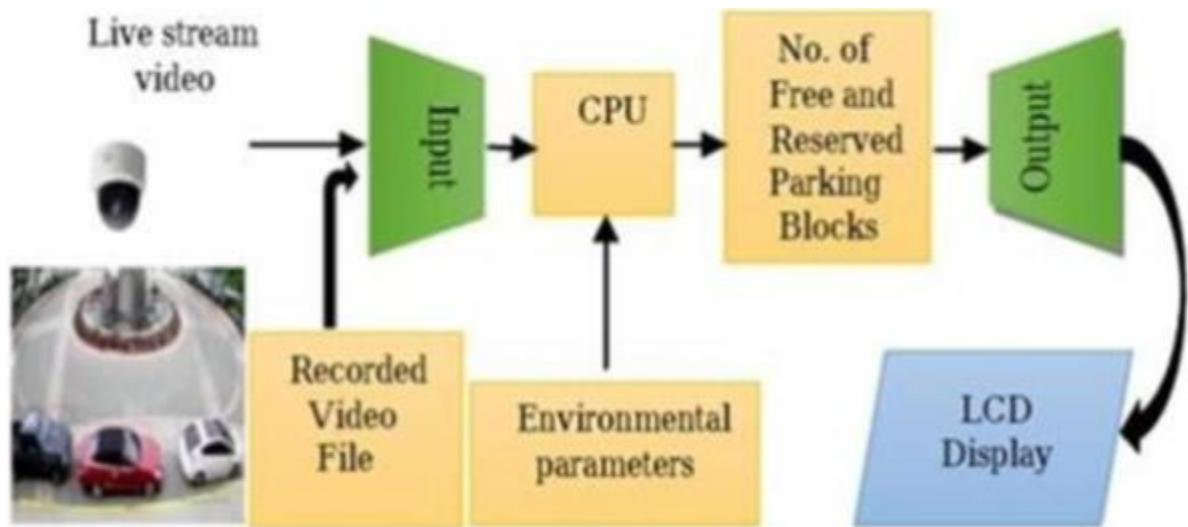 Live stream
video
Input
CPU
No. of
Free and
Reserved
Parking
Blocks
Output
Recorded
Video
File
Environmental
parameters
LCD
Display